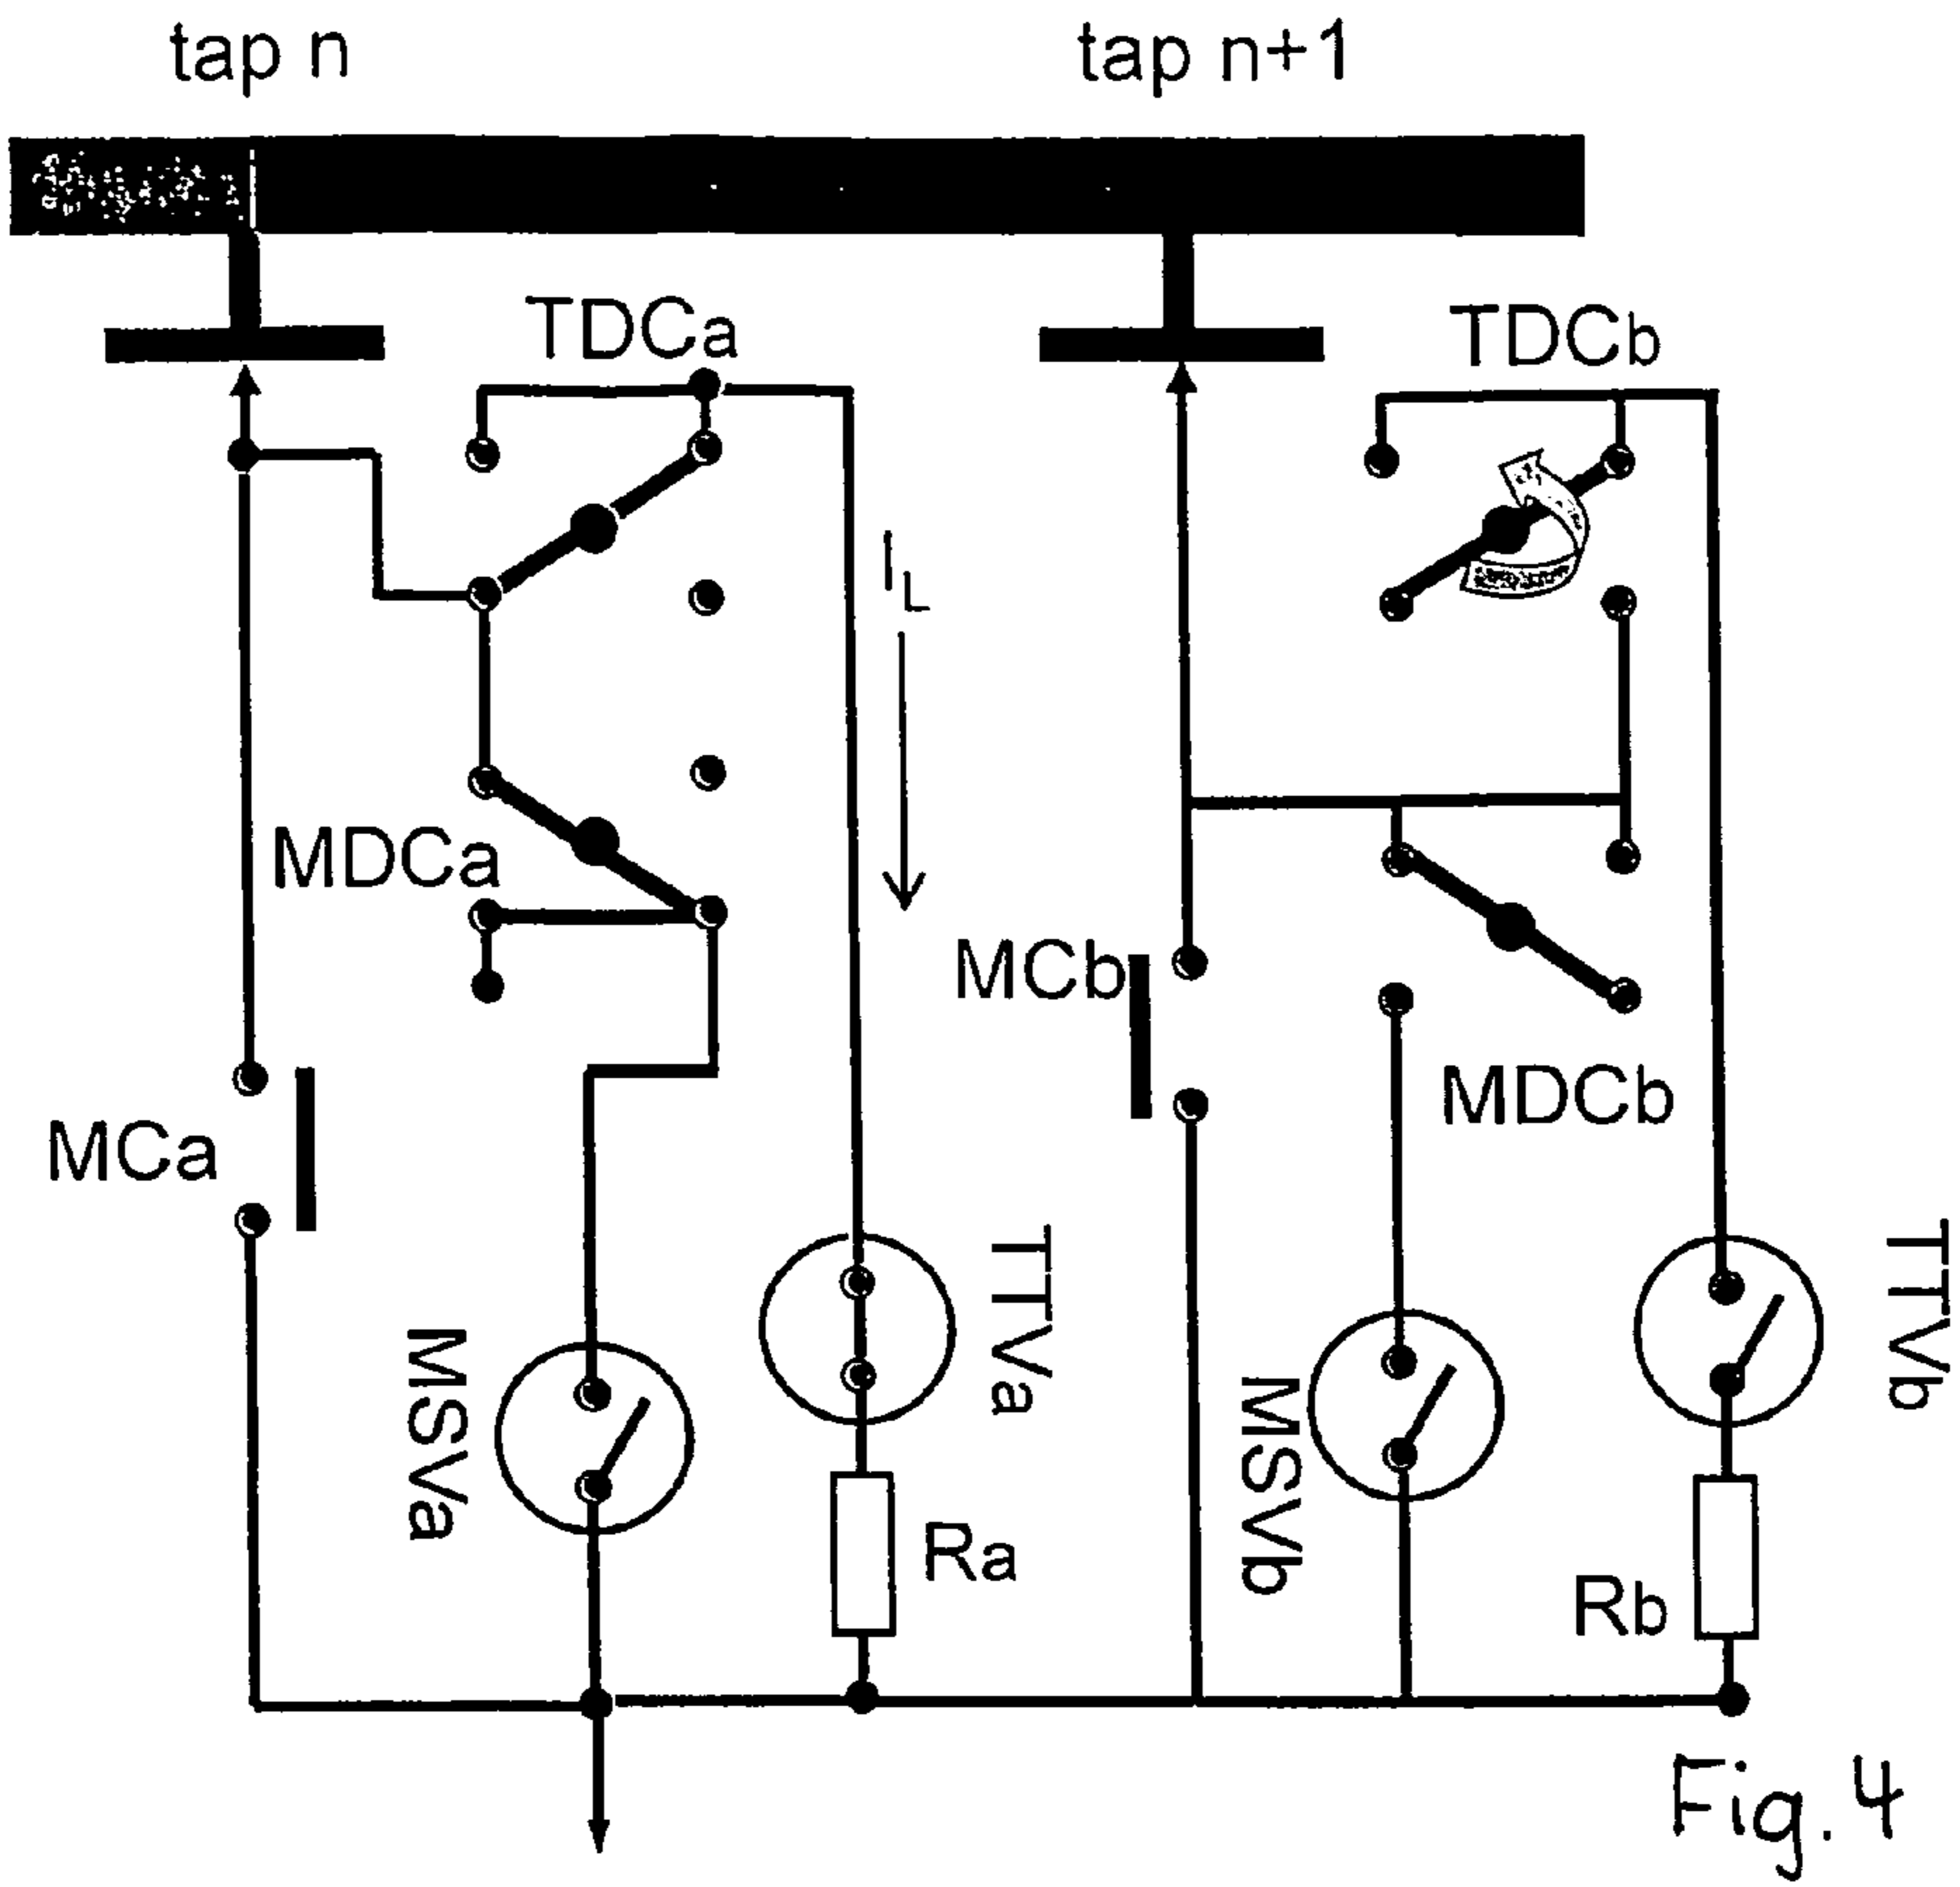 tap n
tap n+1
TDCa
TDCb
IL
MDCa
MCb
MDCb
MCa
TTVa
TTVb
MSVa
MSVb
Ra
Rb
Fig.4